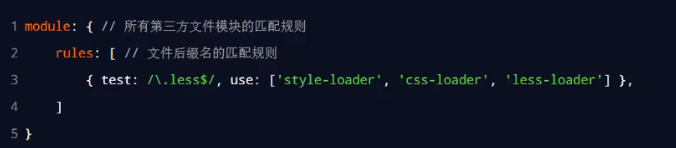 1 module: { // 所有第三方文件模块的匹配规则
2 rules: [ // 文件后缀名的匹配规则
3 { test: /\.less$/, use: ['style-loader', 'css-loader', 'less-loader'] },
4 ]
5 }